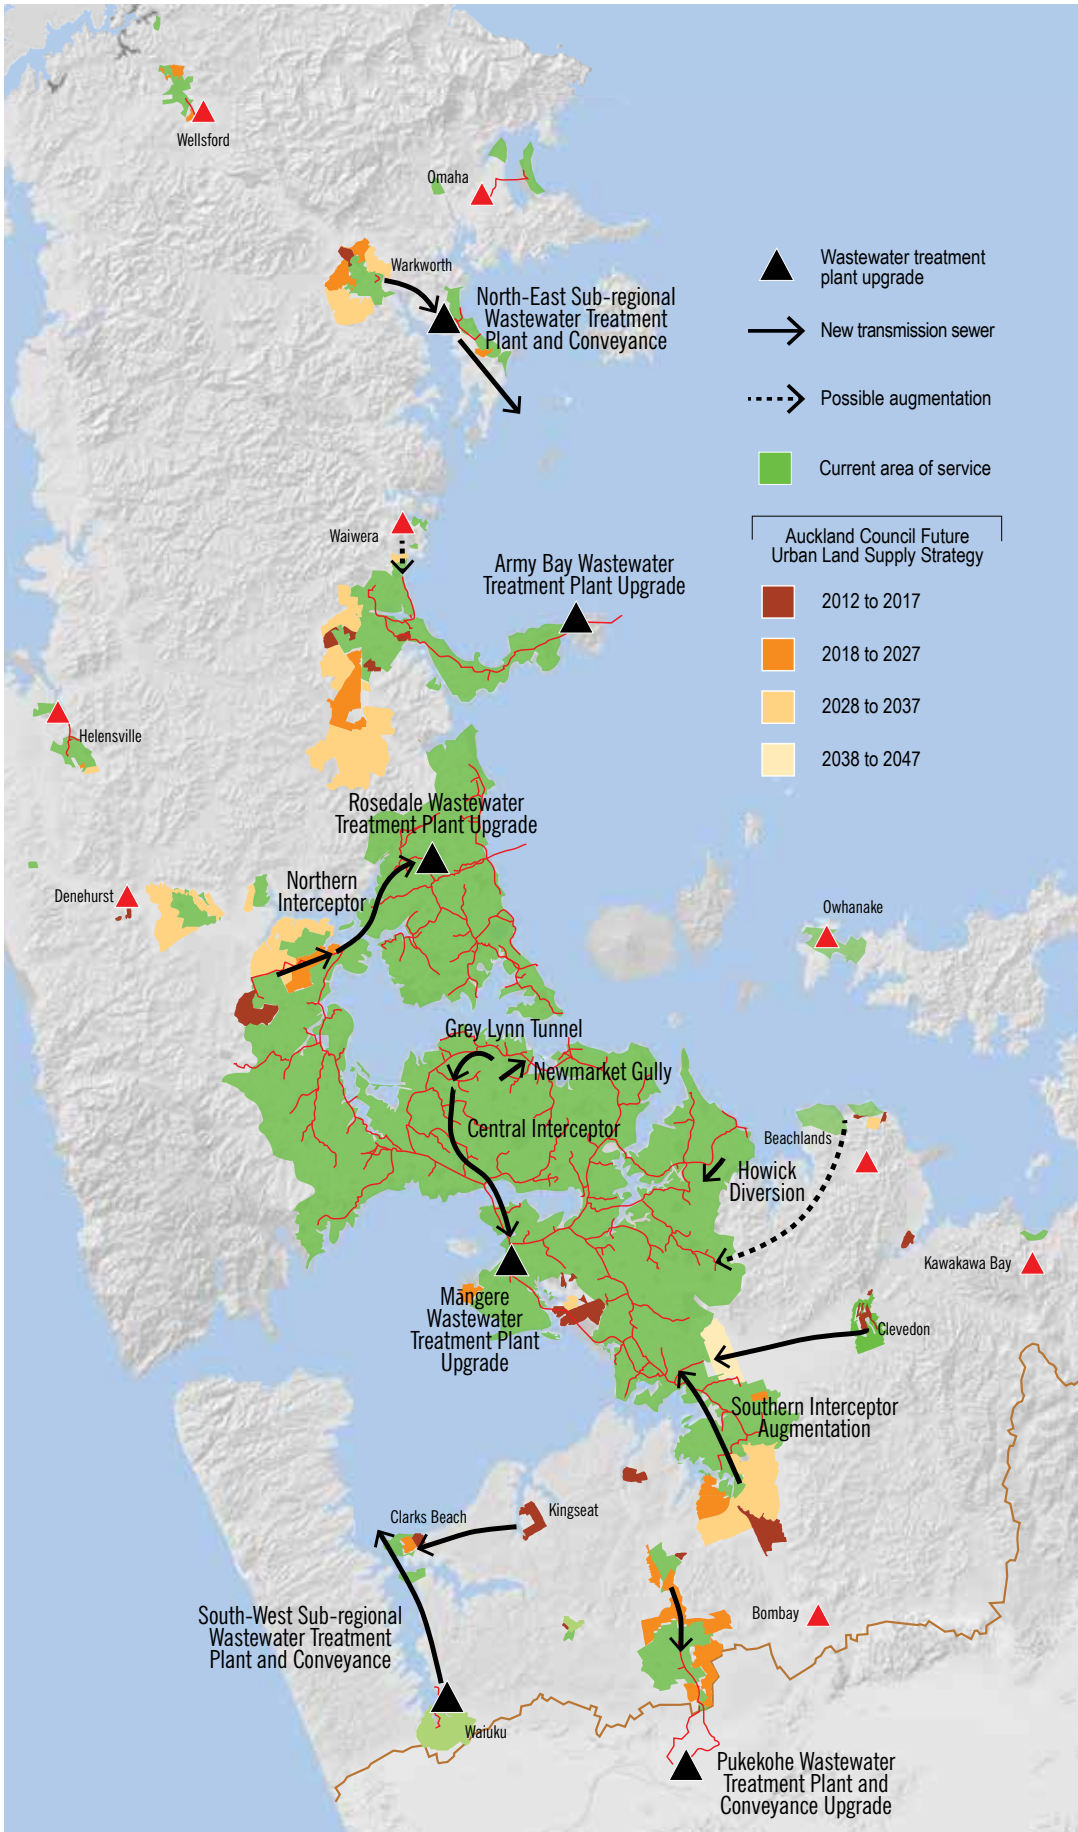 Wellsford
Omaha
Warkworth
North-East Sub-regional
Wastewater Treatment
Plant and Conveyance
Wastewater treatment
plant upgrade
New transmission sewer
Possible augmentation
Current area of service
Auckland Council Future
Urban Land Supply Strategy
2012 to 2017
2018 to 2027
2028 to 2037
2038 to 2047
Waiwera
Army Bay Wastewater
Treatment Plant Upgrade
Helensville
Rosedale Wastewater
Treatment Plant Upgrade
Northern
Interceptor
Denehurst
Owhanake
Grey Lynn Tunnel
Newmarket Gully
Central Interceptor
Beachlands
Howick
Diversion
Kawakawa Bay
Mangere
Wastewater
Treatment Plant
Upgrade
Clevedon
Southern Interceptor
Augmentation
Clarks Beach
Kingseat
South-West Sub-regional
Wastewater Treatment
Plant and Conveyance
Bombay
Waiuku
Pukekohe Wastewater
Treatment Plant and
Conveyance Upgrade